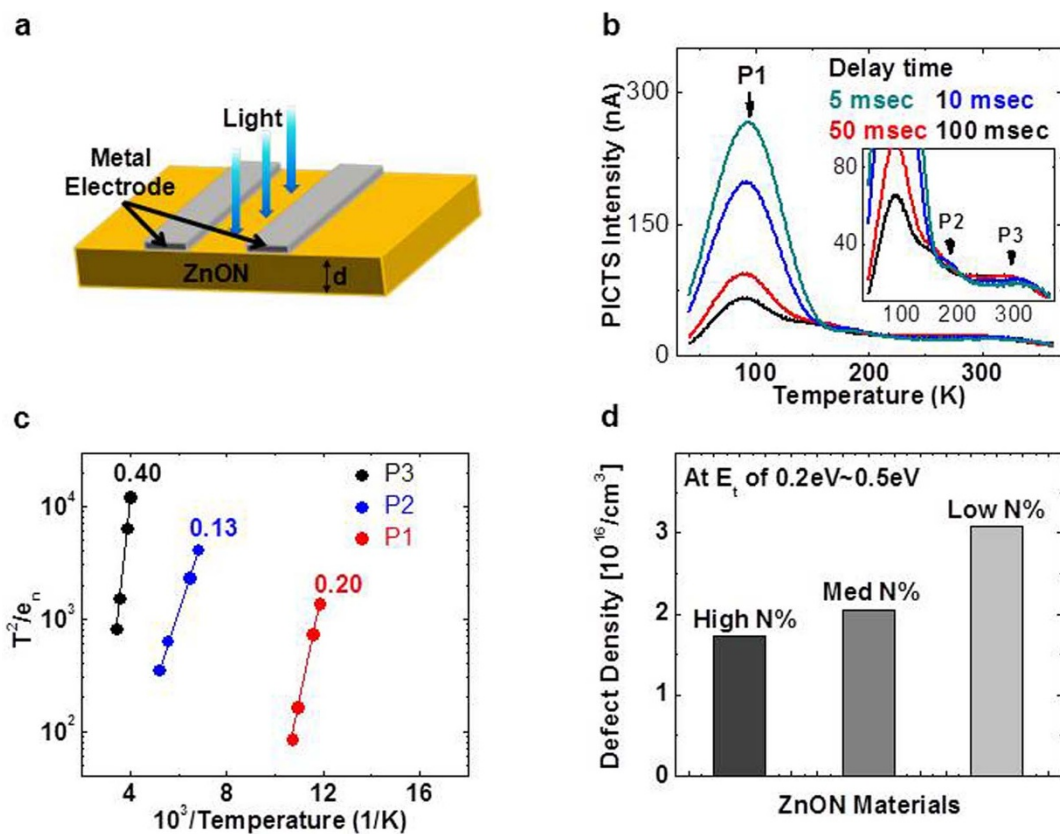 a
Light
Metal
Electrode
ZnON
d
b
PICTS Intensity (nA)
300
150
0
P1
Delay time
5 msec 10 msec
50 msec 100 msec
80
40
P2
P3
100 200 300
100 200 300
Temperature (K)
c
T²/eₙ
10⁴
10³
10²
0.40
0.13
0.20
P3
P2
P1
4 8 12 16
10³/Temperature (1/K)
d
Defect Density [10¹⁶/cm³]
3
2
1
0
At Eₜ of 0.2eV~0.5eV
High N%
Med N%
Low N%
ZnON Materials